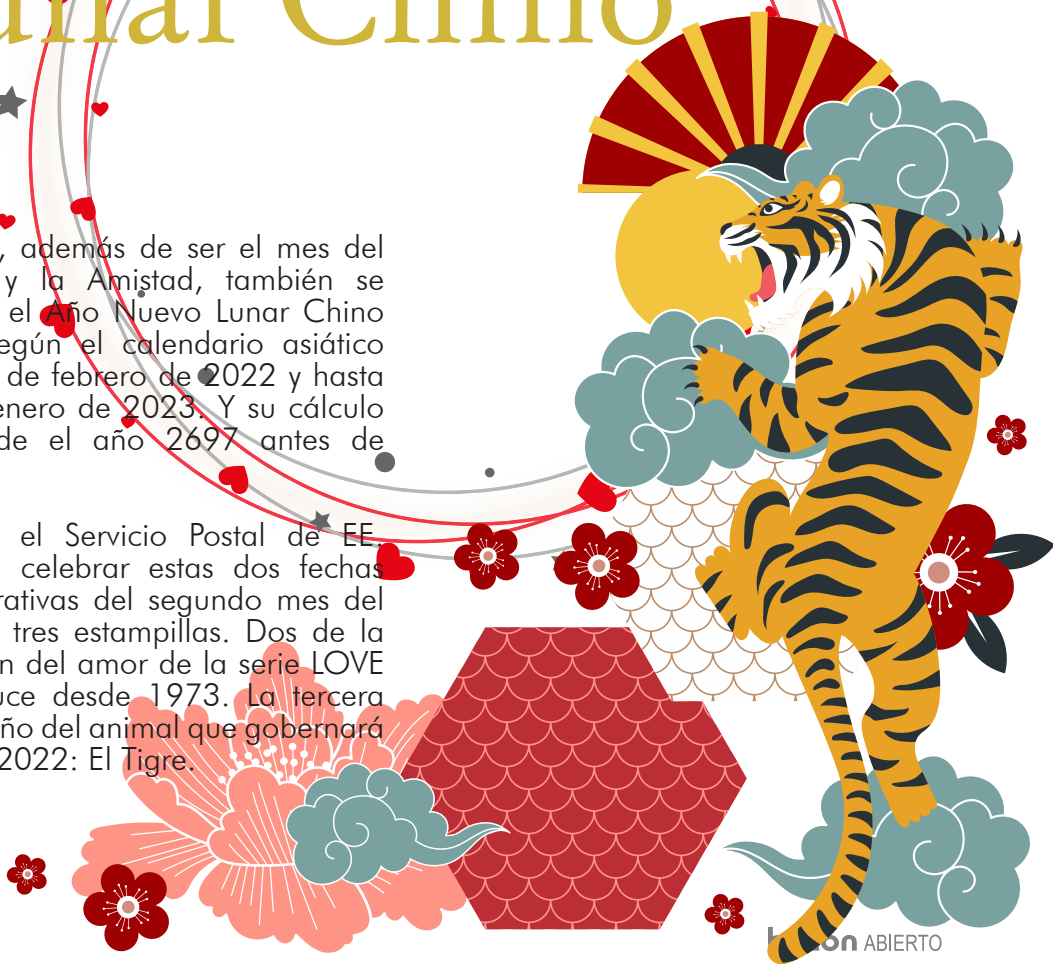 unar Chino
, además de ser el mes del
y la Amistad, también se
el Año Nuevo Lunar Chino
egún el calendario asiático
de febrero de 2022 y hasta
enero de 2023. Y su cálculo
de el año 2697 antes de
el Servicio Postal de EE.
celebrar estas dos fechas
rativas del segundo mes del
tres estampillas. Dos de la
n del amor de la serie LOVE
uce desde 1973. La tercera
ño del animal que gobernará
2022: El Tigre.
ABIERTO